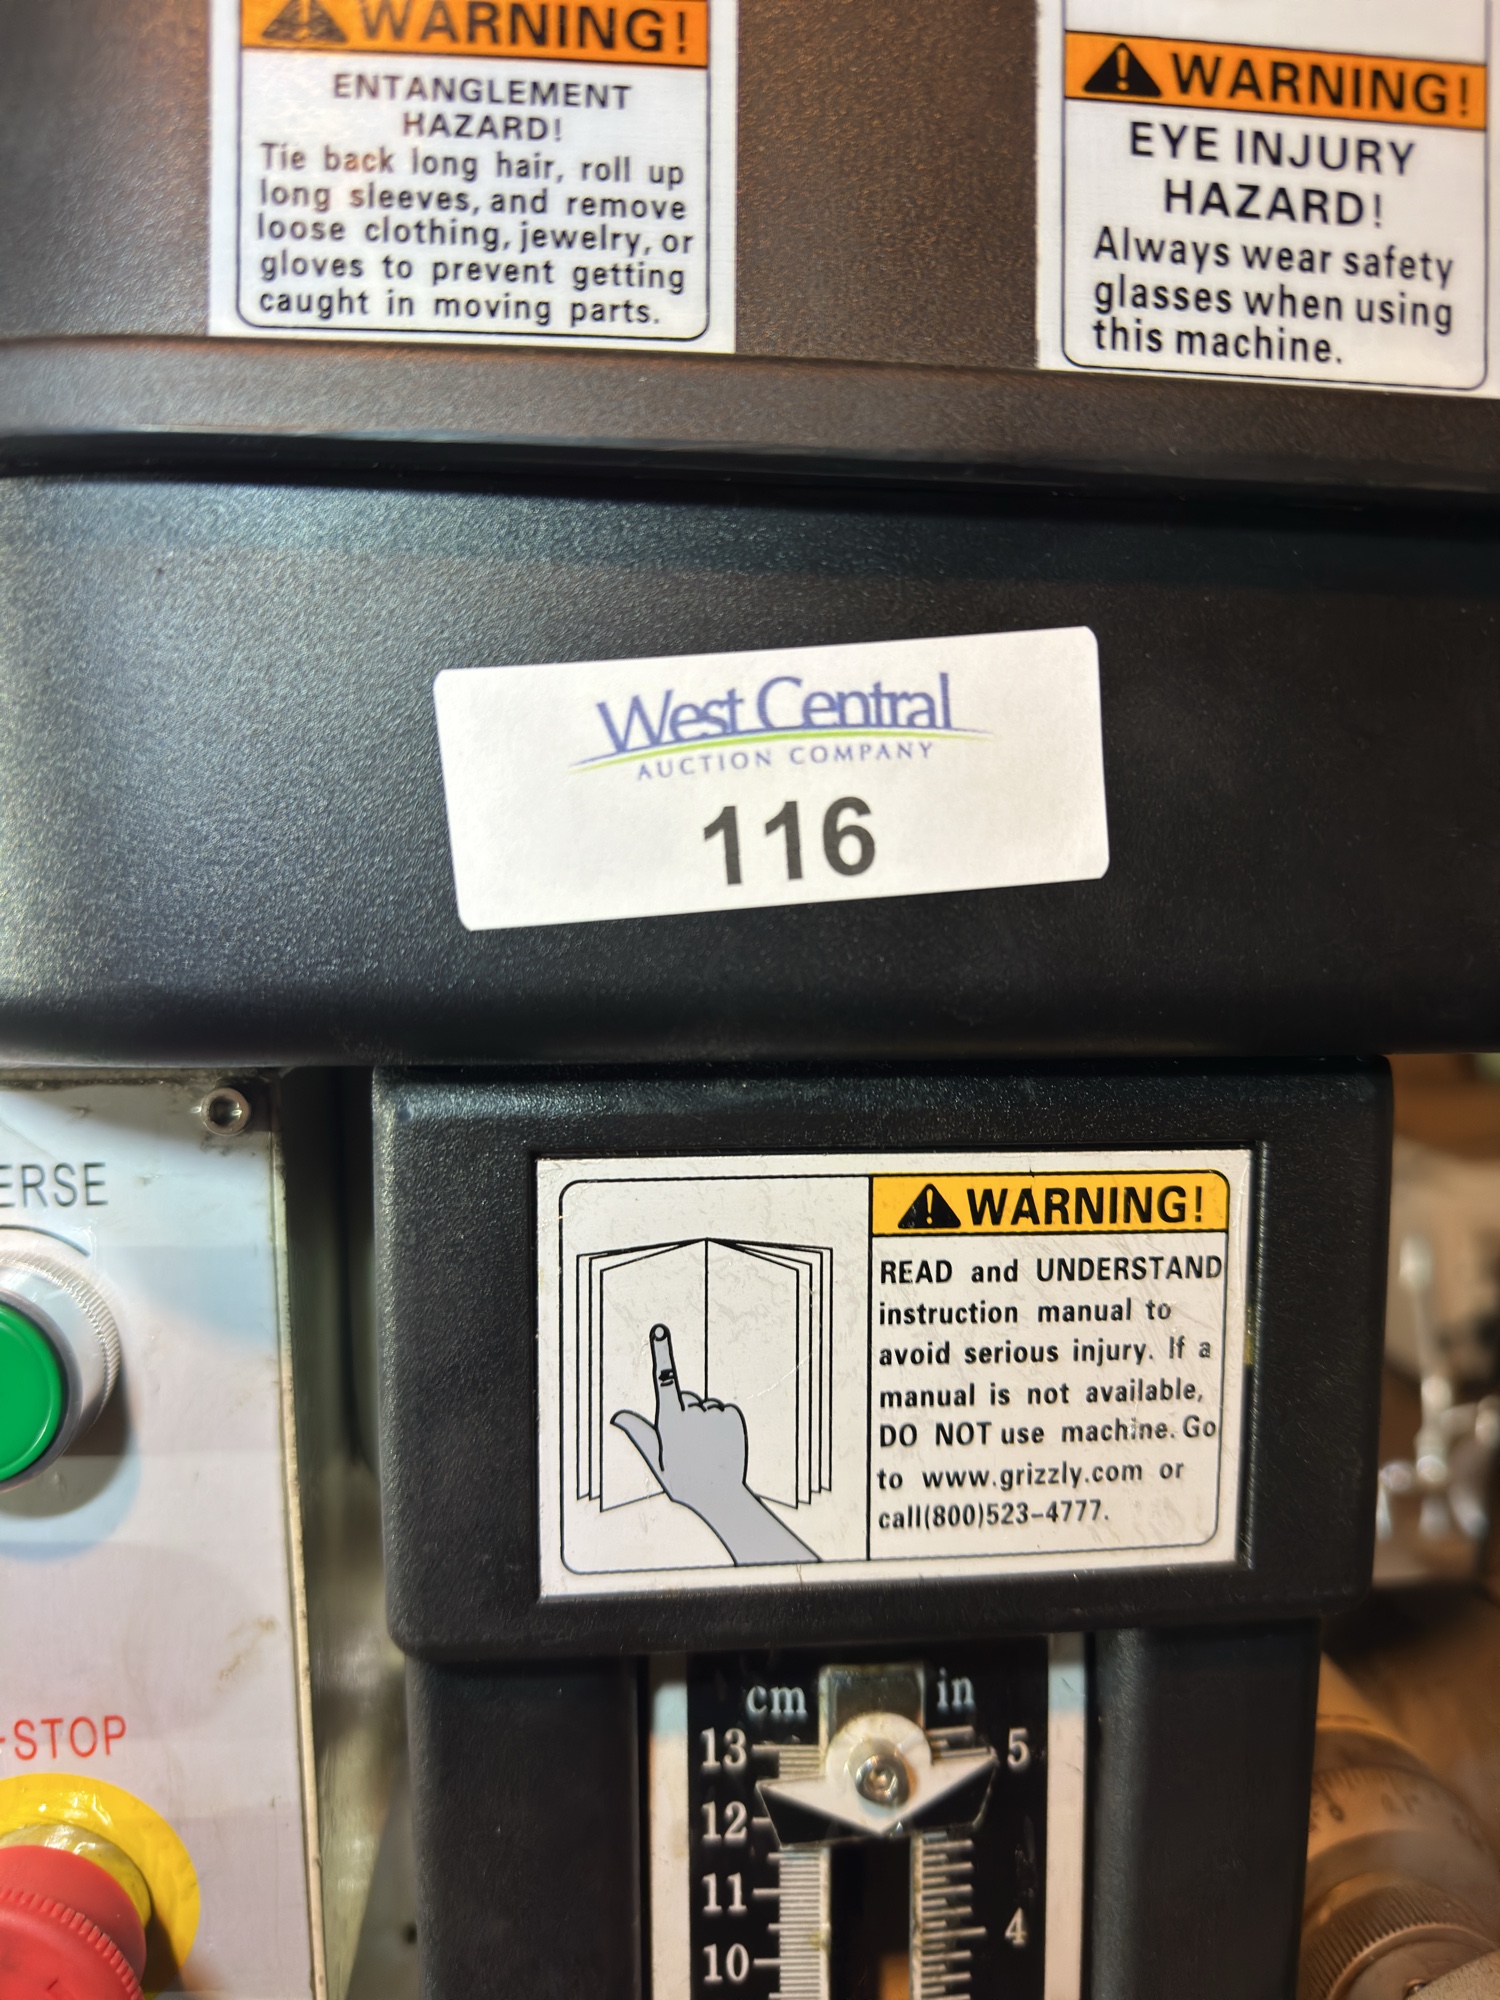 WARNING!
ENTANGLEMENT
HAZARD!
Tie back long hair, roll up
long sleeves, and remove
loose clothing, jewelry, or
gloves to prevent getting
caught in moving parts.
WARNING!
EYE INJURY
HAZARD!
Always wear safety
glasses when using
this machine.
West Central
AUCTION COMPANY
116
ERSE
WARNING!
READ and UNDERSTAND
instruction manual to
avoid serious injury. If a
manual is not available,
DO NOT use machine. Go
to www.grizzly.com or
call(800)523-4777.
-STOP
cm in
13 5
12
11
4
10